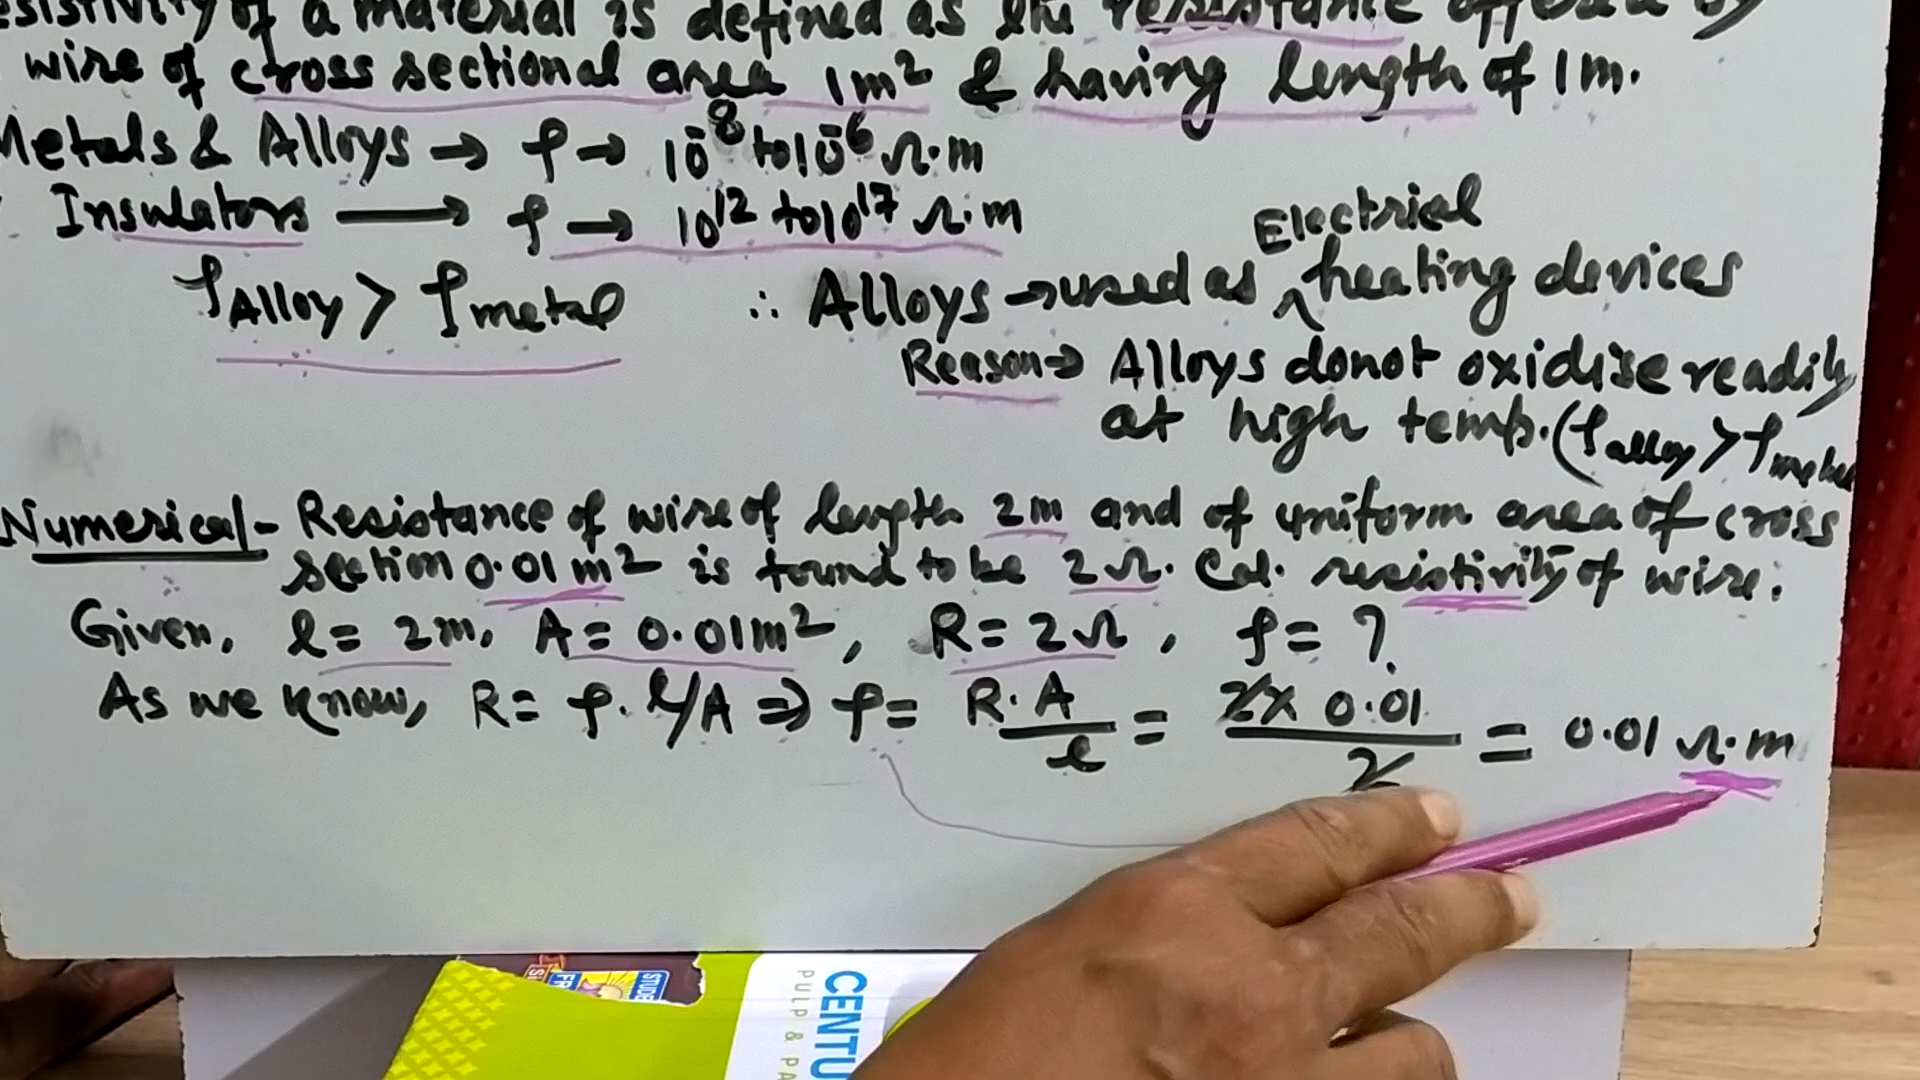 esistivity of a material is defined as the resistance offered by
wire of cross sectional area 1m² & having length of 1m.
Metals & Alloys → ρ → 10⁻⁸ to 10⁻⁶ Ω.m
Insulators → ρ → 10¹² to 10¹⁷ Ω.m
ρAlloy > ρmetal ∴ Alloys → used as ^ heating devices
Electrical
Reason → Alloys donot oxidise readily
at high temp. (ρalloy > ρmetal
Numerical - Resistance of wire of length 2m and of uniform area of cross
section 0.01 m² is found to be 2Ω. Cal. resistivity of wire.
Given, l = 2m, A = 0.01m², R = 2Ω, ρ = ?
As we know, R = ρ. l/A ⇒ ρ = R.A / l = 2x 0.01 / 2 = 0.01 Ω.m
CENTU
PULP & PA
STUDE
FR
Si